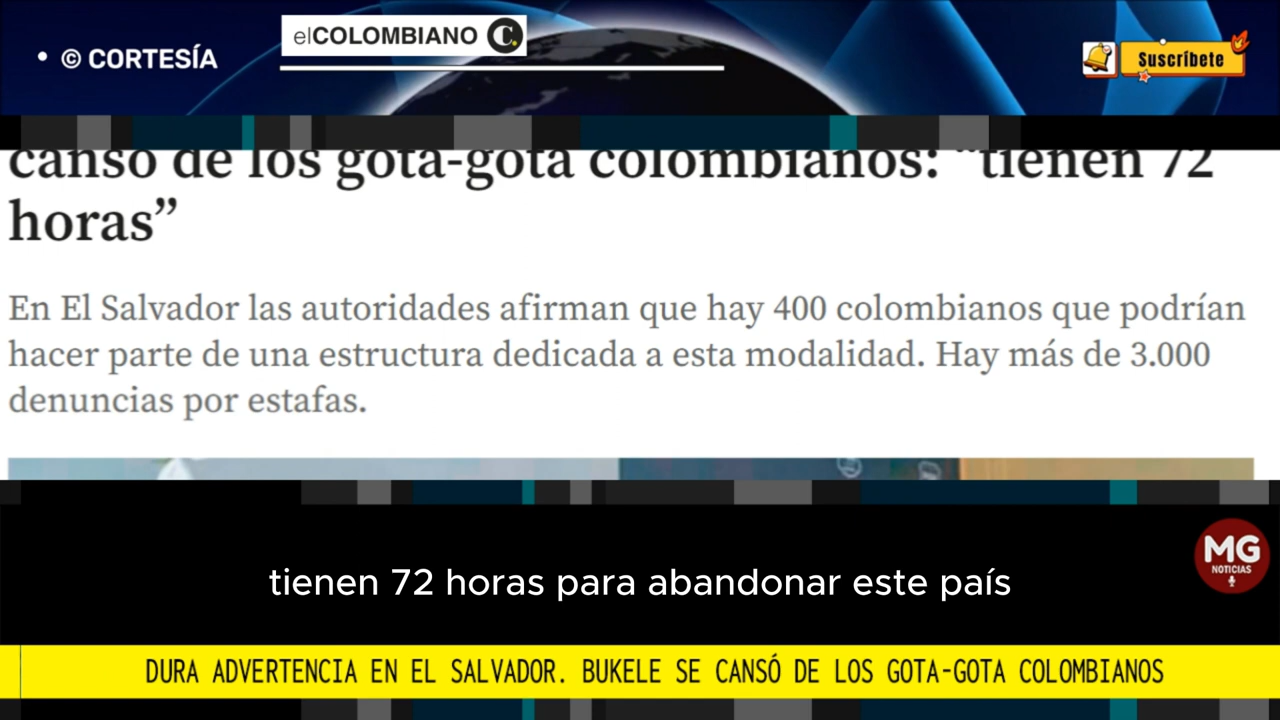 • © CORTESÍA
elCOLOMBIANO C.
Suscríbete
cansó de los gota-gota colombianos: “tienen 72
horas”
En El Salvador las autoridades afirman que hay 400 colombianos que podrían
hacer parte de una estructura dedicada a esta modalidad. Hay más de 3.000
denuncias por estafas.
MG
NOTICIAS
tienen 72 horas para abandonar este país
DURA ADVERTENCIA EN EL SALVADOR. BUKELE SE CANSÓ DE LOS GOTA-GOTA COLOMBIANOS